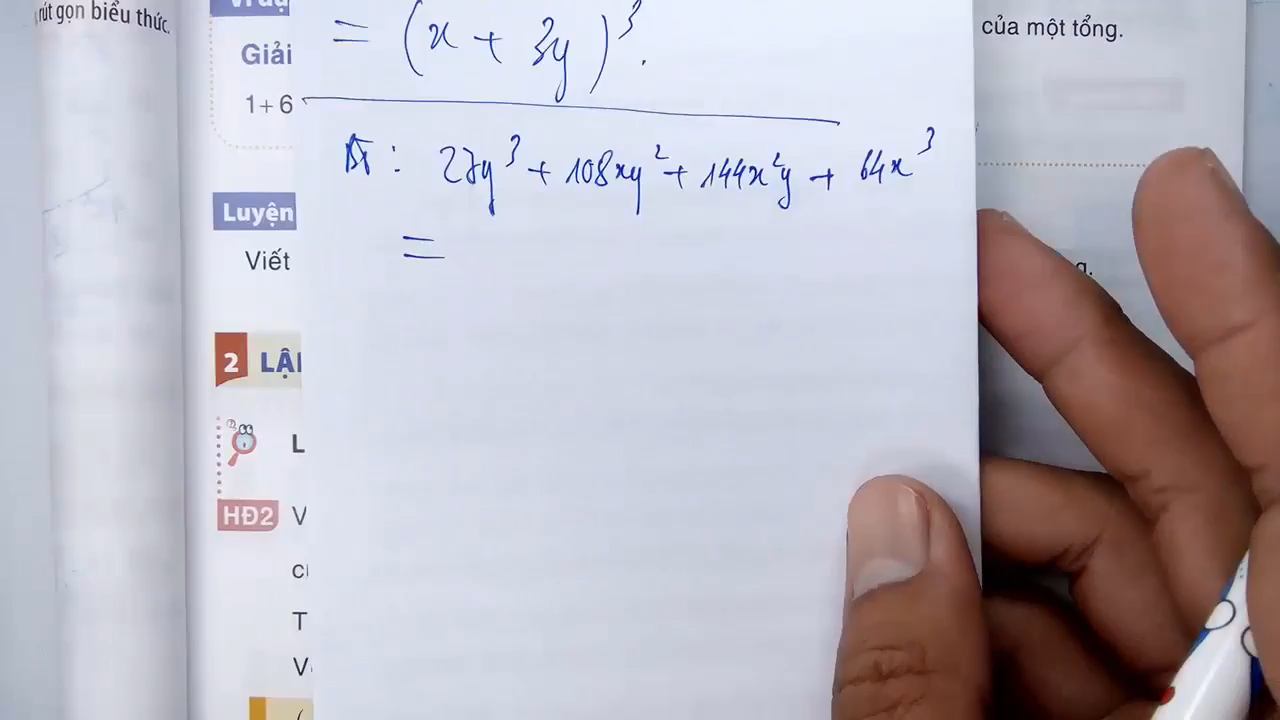 rút gọn biểu thức.
Giải
1+6
= (x + 3y)³.
của một tổng.
: 27y³ + 108xy² + 144x²y + 64x³
=
Luyện
Viết
2 LẬ
L
HĐ2 V
T
V